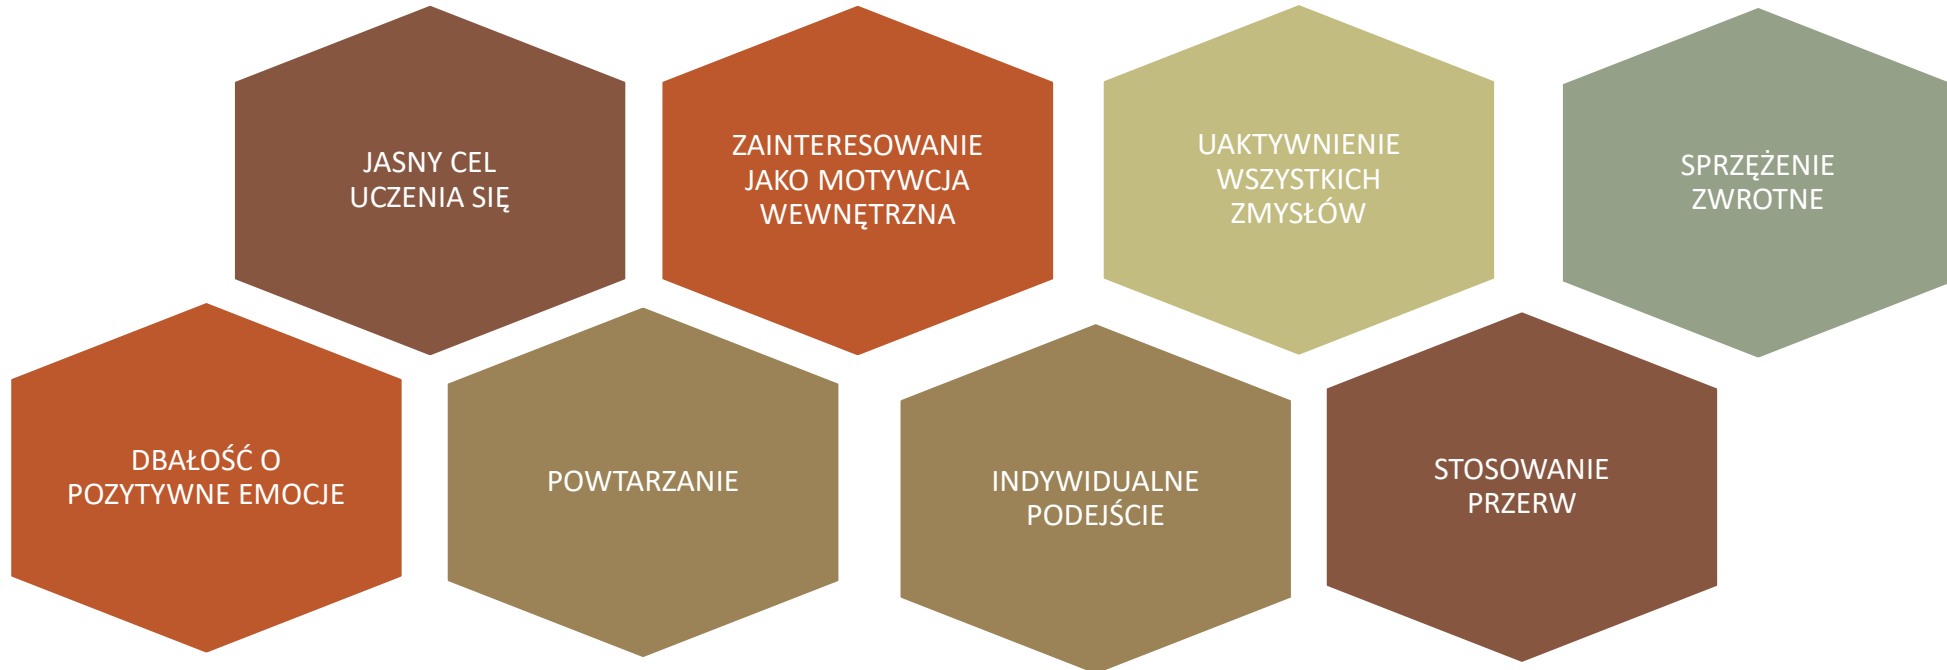 JASNY CEL
UCZENIA SIĘ
ZAINTERESOWANIE
JAKO MOTYWCJA
WEWNĘTRZNA
UAKTYWNIENIE
WSZYSTKICH
ZMYSŁÓW
SPRZĘŻENIE
ZWROTNE
DBAŁOŚĆ O
POZYTYWNE EMOCJE
POWTARZANIE
INDYWIDUALNE
PODEJŚCIE
STOSOWANIE
PRZERW